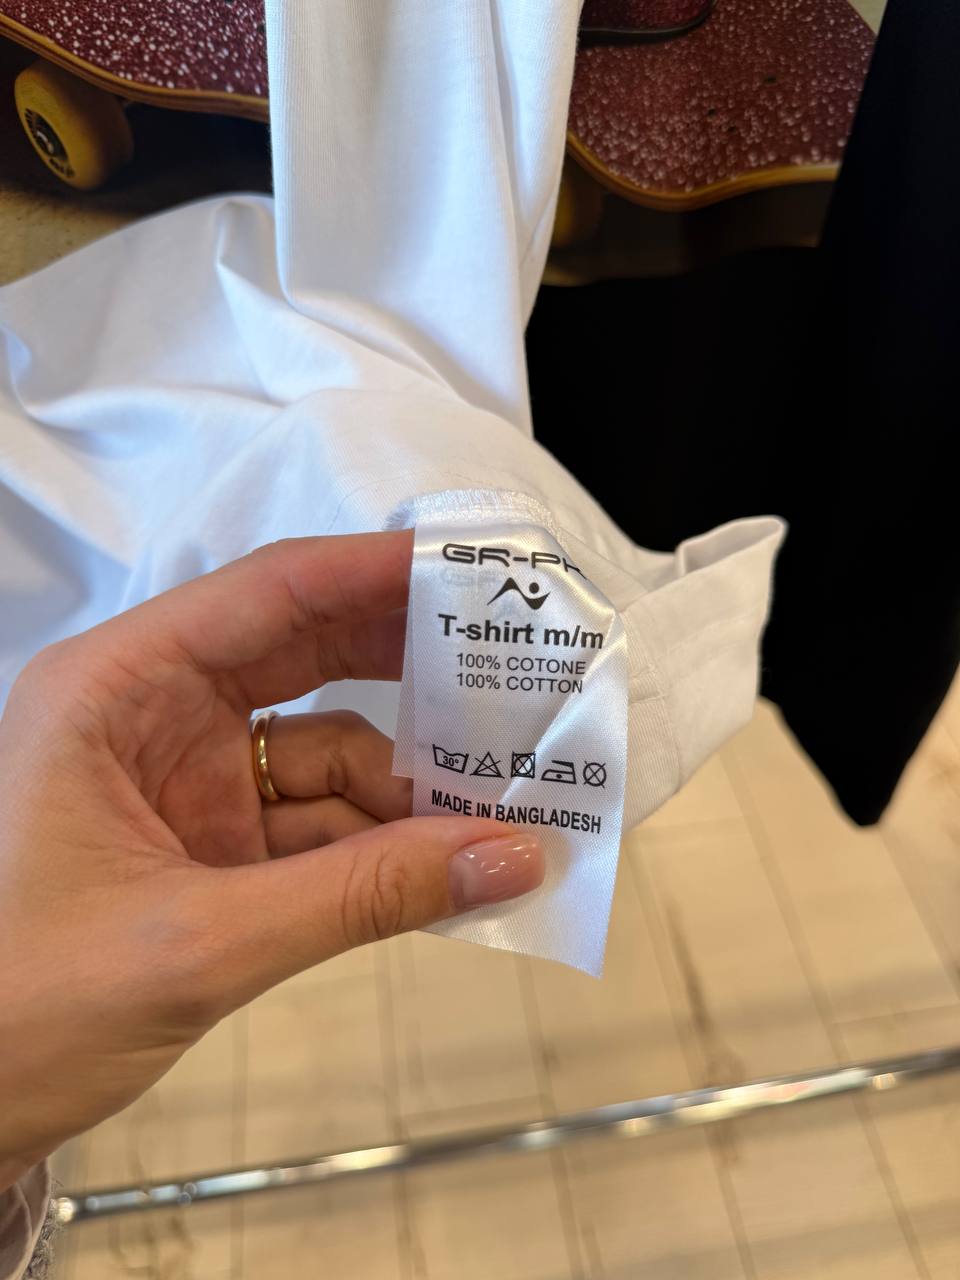 T-shirt m/m
100% COTONE
100% COTTON
30°
MADE IN BANGLADESH